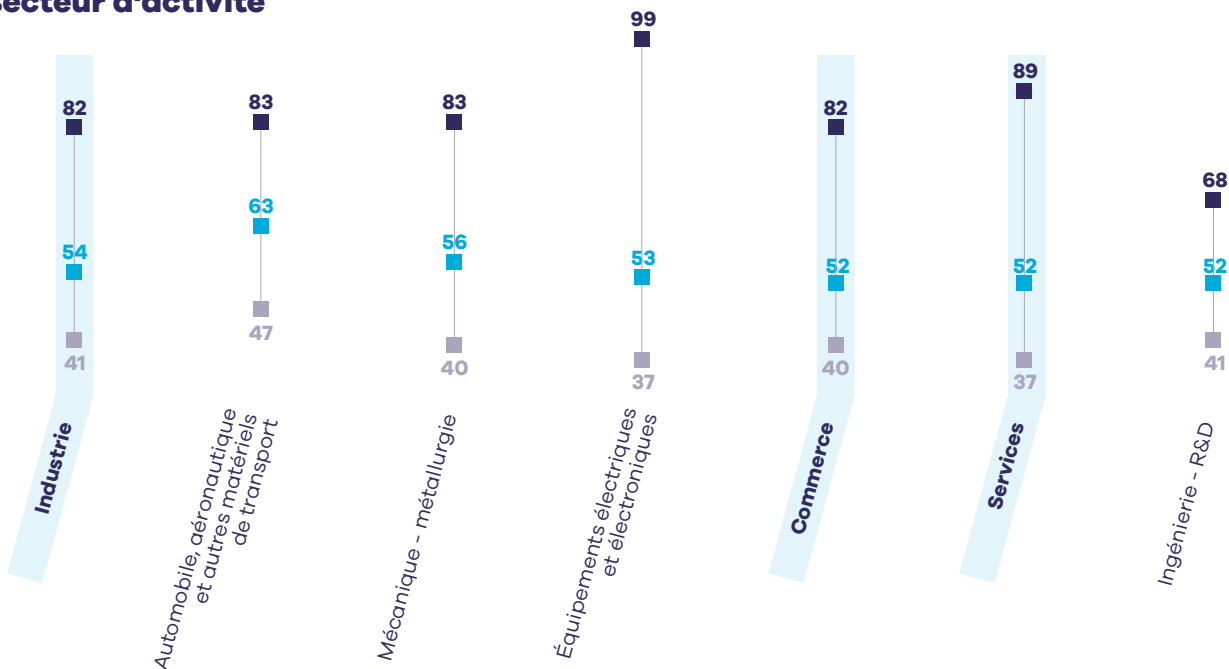 secteur d'activité
82
54
41
Industrie
83
63
47
Automobile, aéronautique
et autres matériels
de transport
83
56
40
Mécanique - métallurgie
99
53
37
Équipements électriques
et électroniques
82
52
40
Commerce
89
52
37
Services
68
52
41
Ingénierie - R&D